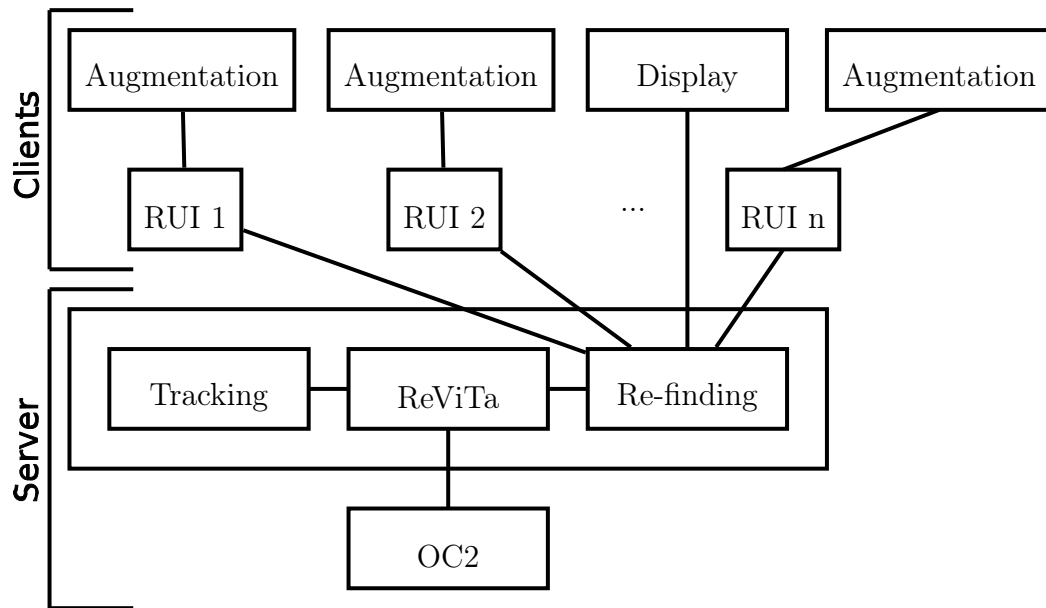 Clients
Augmentation
Augmentation
Display
Augmentation
RUI 1
RUI 2
...
RUI n
Server
Tracking
ReViTa
Re-finding
OC2